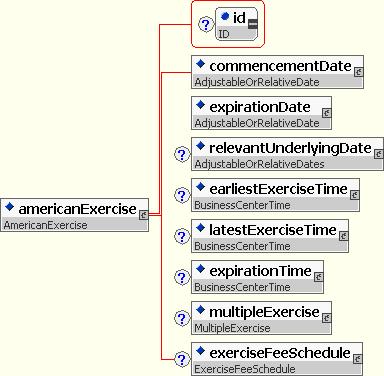 ? id
ID
commencementDate
AdjustableOrRelativeDate
expirationDate
AdjustableOrRelativeDate
? relevantUnderlyingDate
AdjustableOrRelativeDates
? earliestExerciseTime
BusinessCenterTime
americanExercise
AmericanExercise
? latestExerciseTime
BusinessCenterTime
? expirationTime
BusinessCenterTime
? multipleExercise
MultipleExercise
? exerciseFeeSchedule
ExerciseFeeSchedule